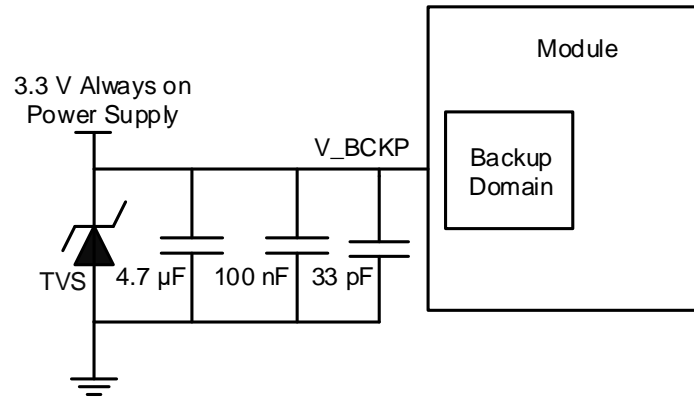 Module
3.3 V Always on
Power Supply
V_BCKP
Backup
Domain
TVS
4.7 µF
100 nF
33 pF